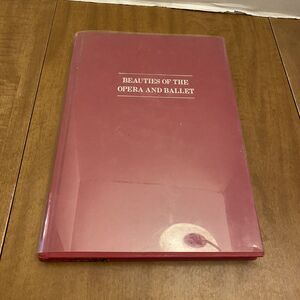 BEAUTIES OF THE
OPERA AND BALLET